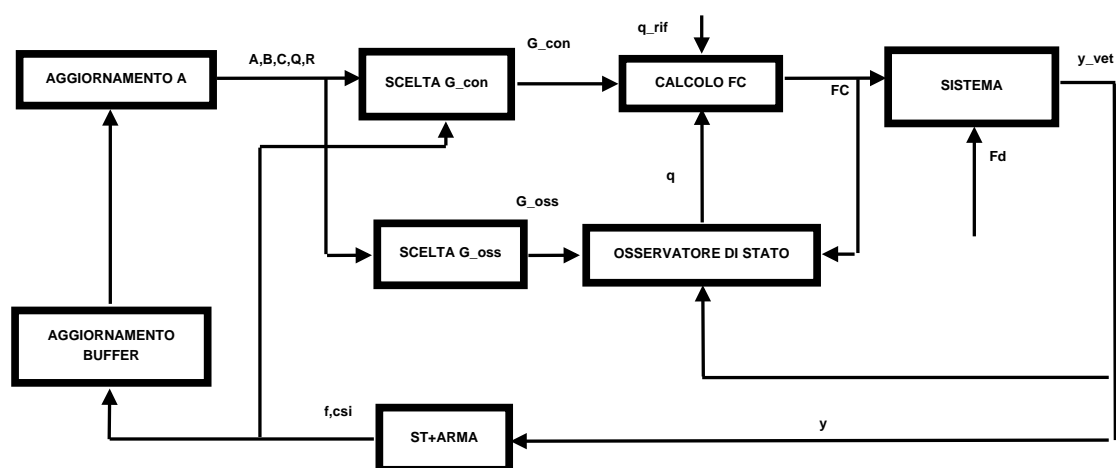 q_rif
G_con
A,B,C,Q,R
y_vet
AGGIORNAMENTO A
SCELTA G_con
CALCOLO FC
FC
SISTEMA
Fd
q
G_oss
SCELTA G_oss
OSSERVATORE DI STATO
AGGIORNAMENTO
BUFFER
f,csi
ST+ARMA
y